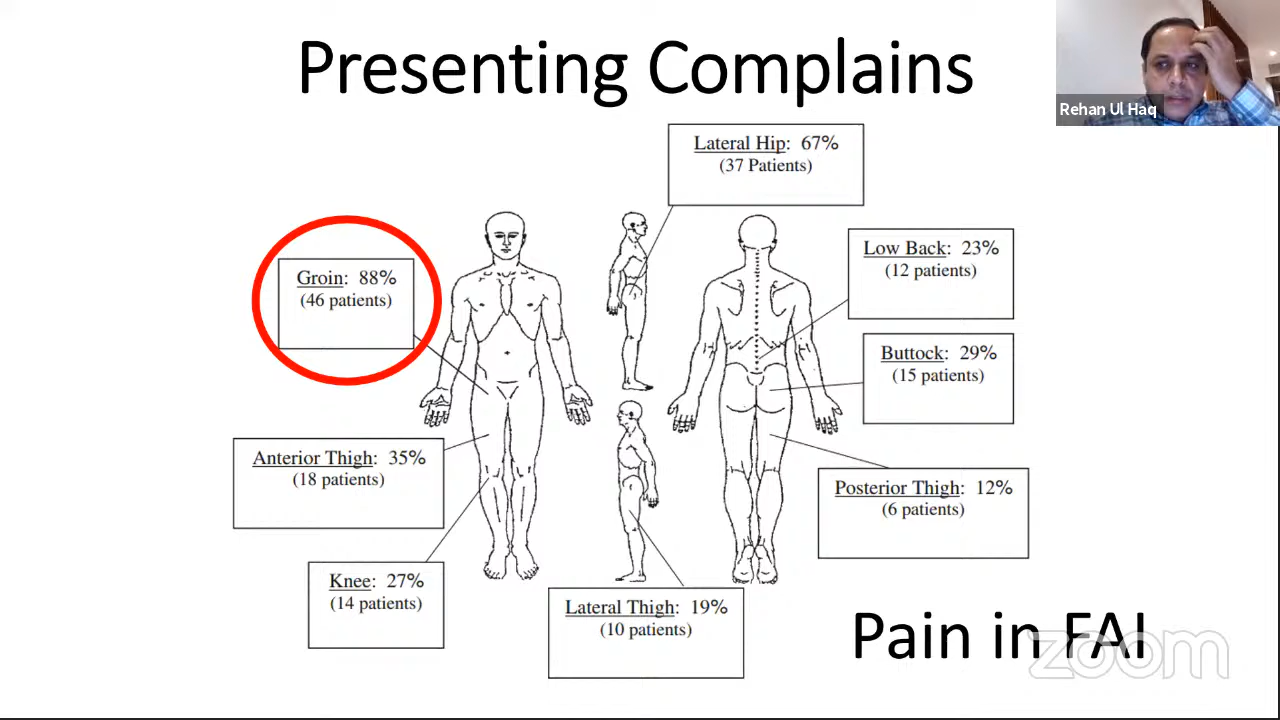 Presenting Complains
Rehan Ul Haq
Lateral Hip: 67%
(37 Patients)
Groin: 88%
(46 patients)
Low Back: 23%
(12 patients)
Buttock: 29%
(15 patients)
Anterior Thigh: 35%
(18 patients)
Posterior Thigh: 12%
(6 patients)
Knee: 27%
(14 patients)
Lateral Thigh: 19%
(10 patients)
Pain in FAI
zoom